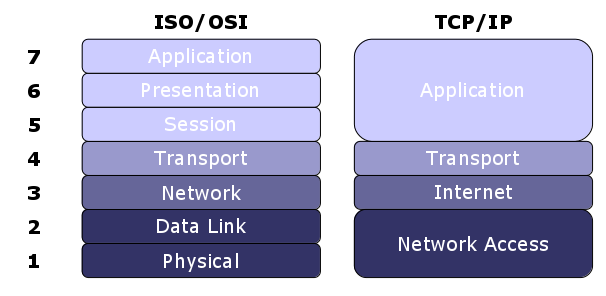 ISO/OSI TCP/IP
7 Application
6 Presentation Application
5 Session
4 Transport Transport
3 Network Internet
2 Data Link
Network Access
1 Physical